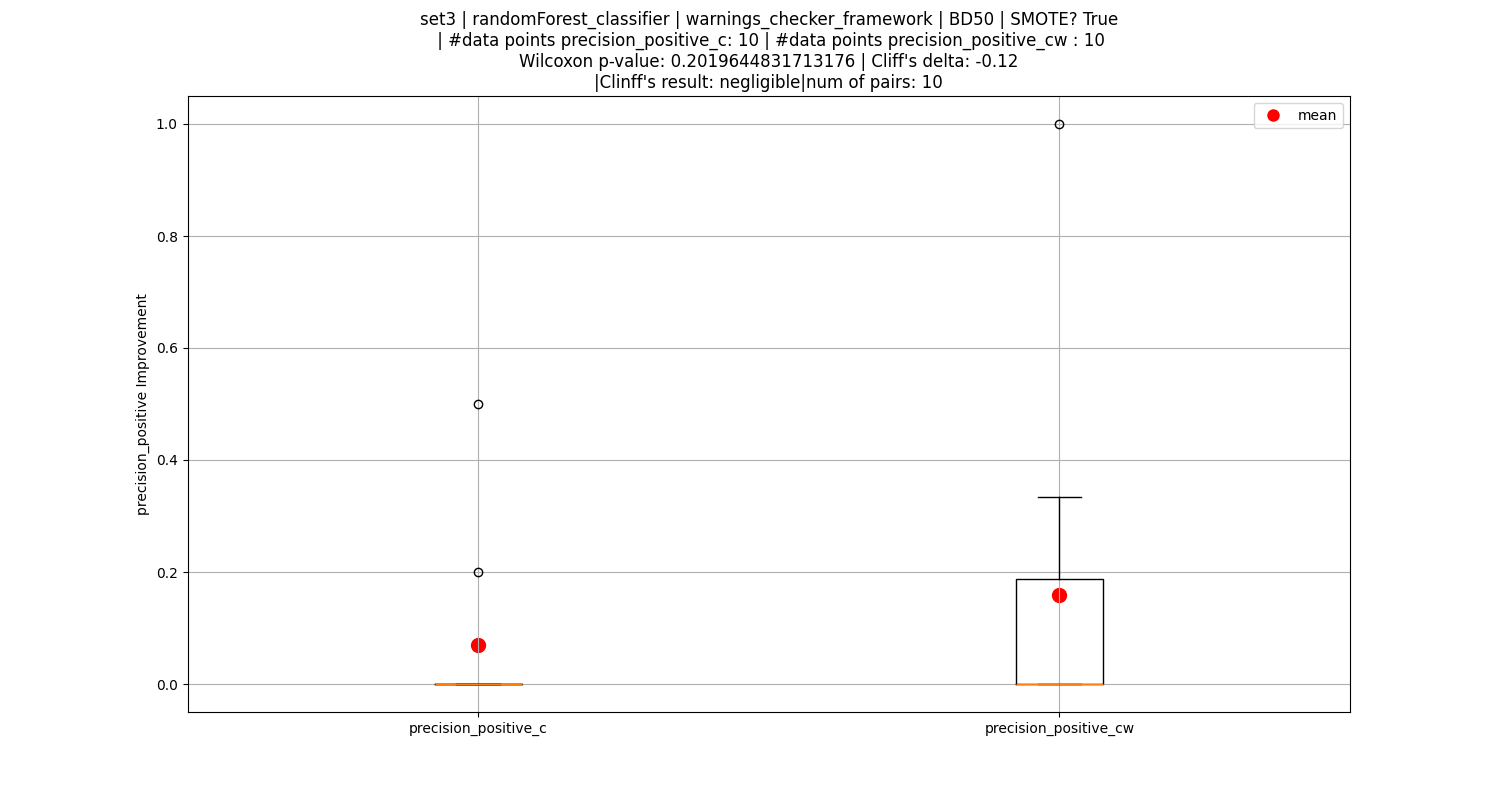 set3 | randomForest_classifier | warnings_checker_framework | BD50 | SMOTE? True
| #data points precision_positive_c: 10 | #data points precision_positive_cw : 10
Wilcoxon p-value: 0.2019644831713176 | Cliff's delta: -0.12
|Clinff's result: negligible|num of pairs: 10
mean
1.0
0.8
0.6
0.4
0.2
0.0
precision_positive Improvement
precision_positive_c
precision_positive_cw